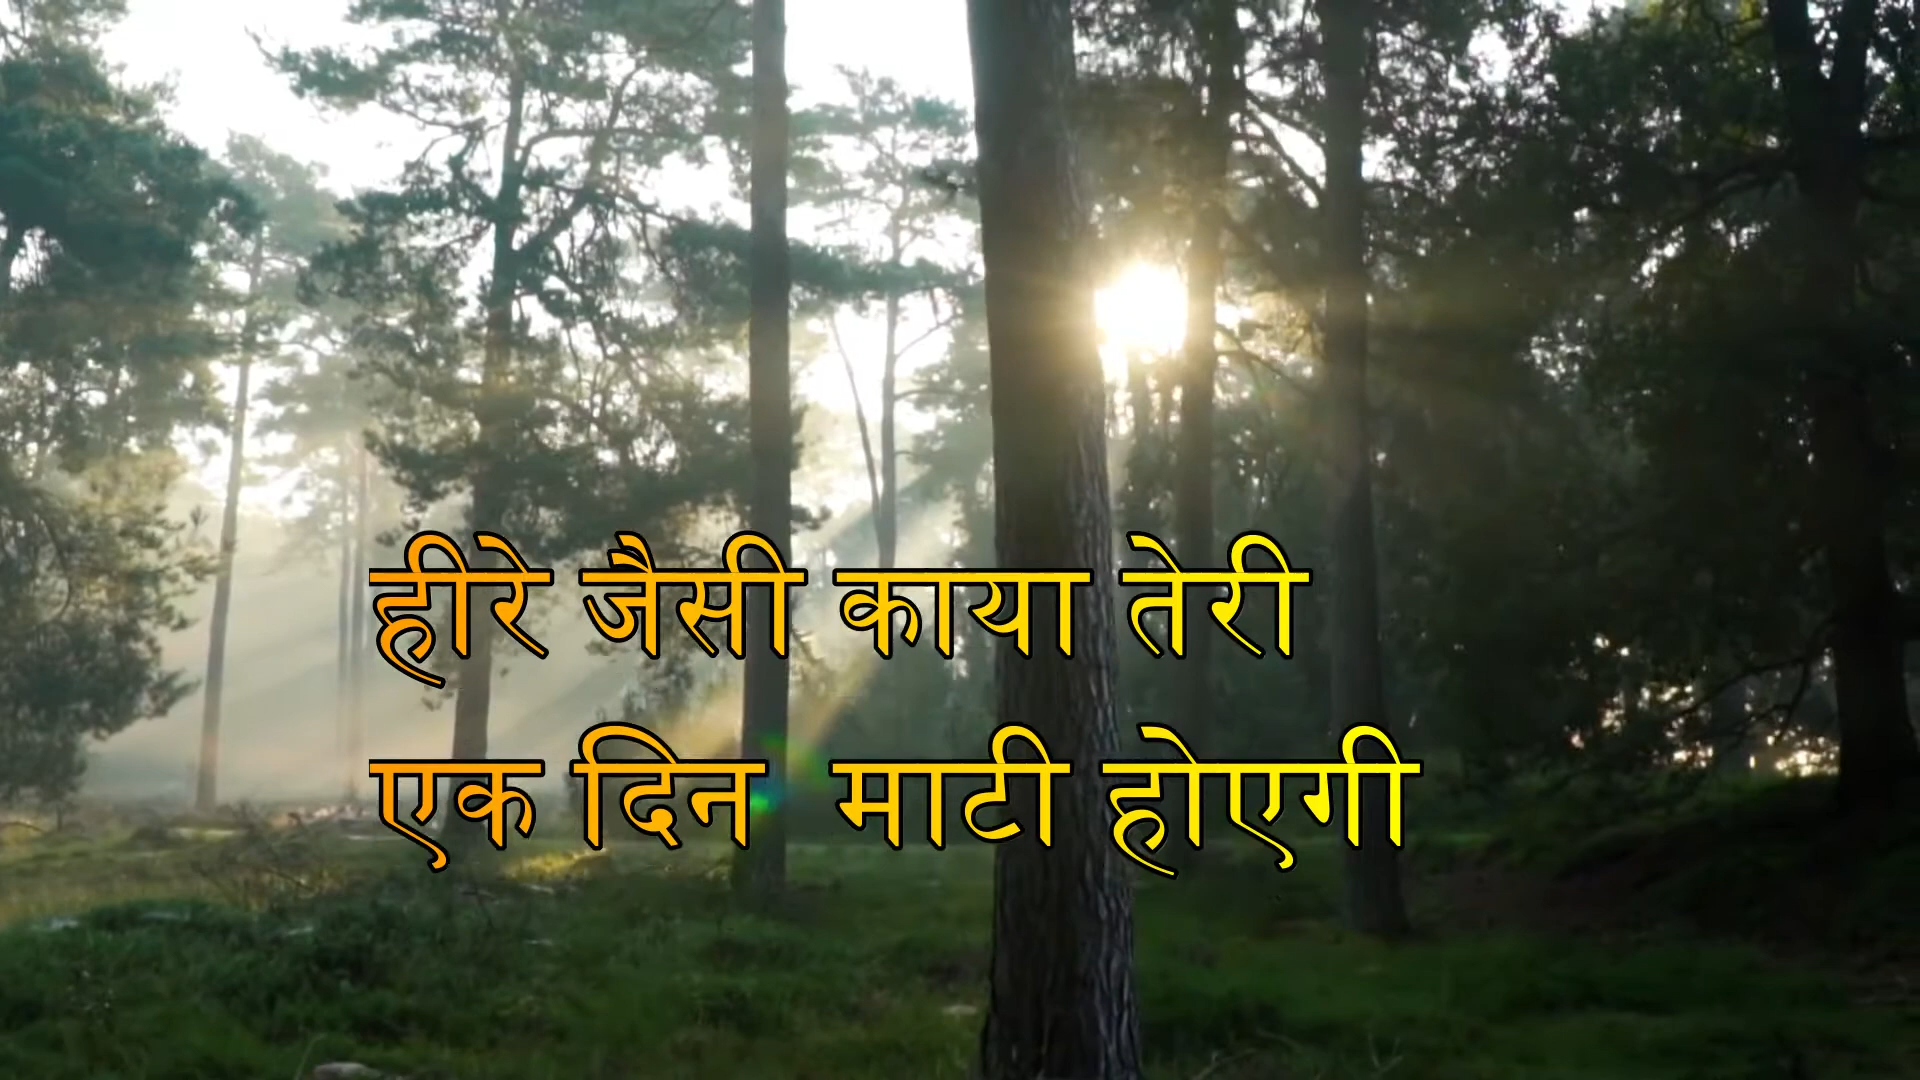 हीरे जैसी काया तेरी
एक दिन माटी होएगी